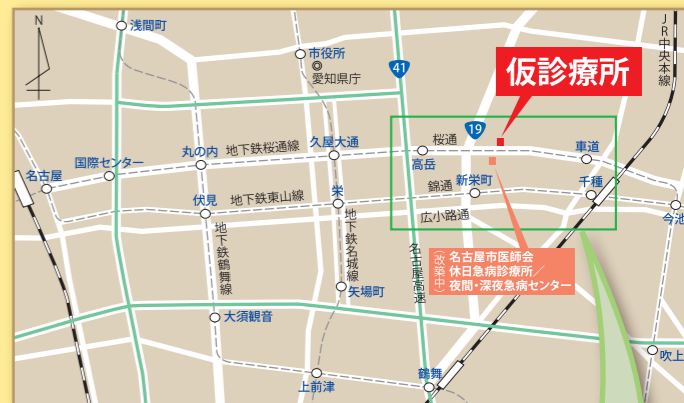 N
浅間町
市役所
愛知県庁
41
JR中央本線
仮診療所
19
桜通
地下鉄桜通線
久屋大通
丸の内
国際センター
名古屋
高岳
車道
伏見
地下鉄東山線
栄
錦通
新栄町
千種
広小路通
今池
地下鉄鶴舞線
地下鉄名城線
名古屋高速
(改築中)
名古屋市医師会
休日急病診療所/
夜間・深夜急病センター
矢場町
大須観音
吹上
上前津
鶴舞